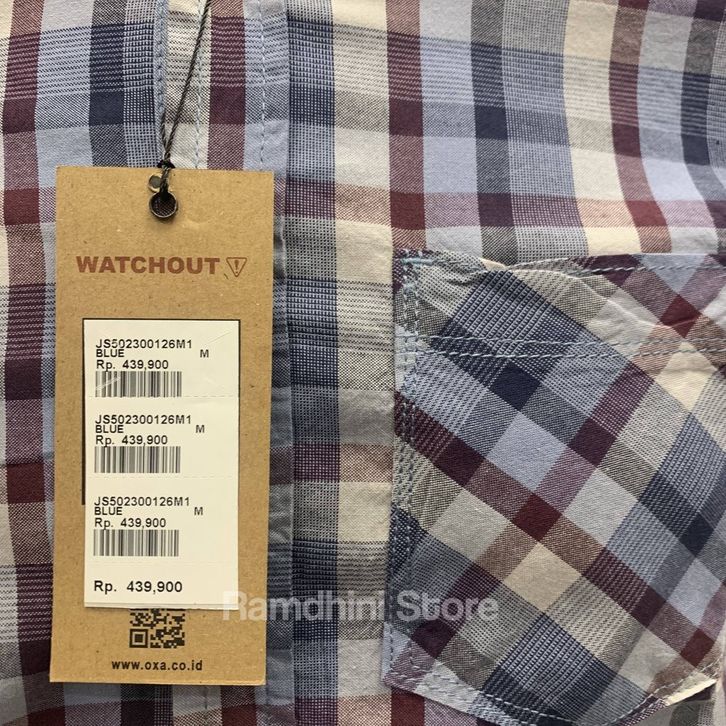 WATCHOUT
JS502300126M1
BLUE M
Rp. 439,900
JS502300126M1
BLUE M
Rp. 439,900
JS502300126M1
BLUE M
Rp. 439,900
Rp. 439,900
Ramdhini Store
www.oxa.co.id